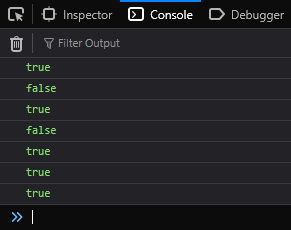 Inspector Console Debugger
Filter Output
true
false
true
false
true
true
true